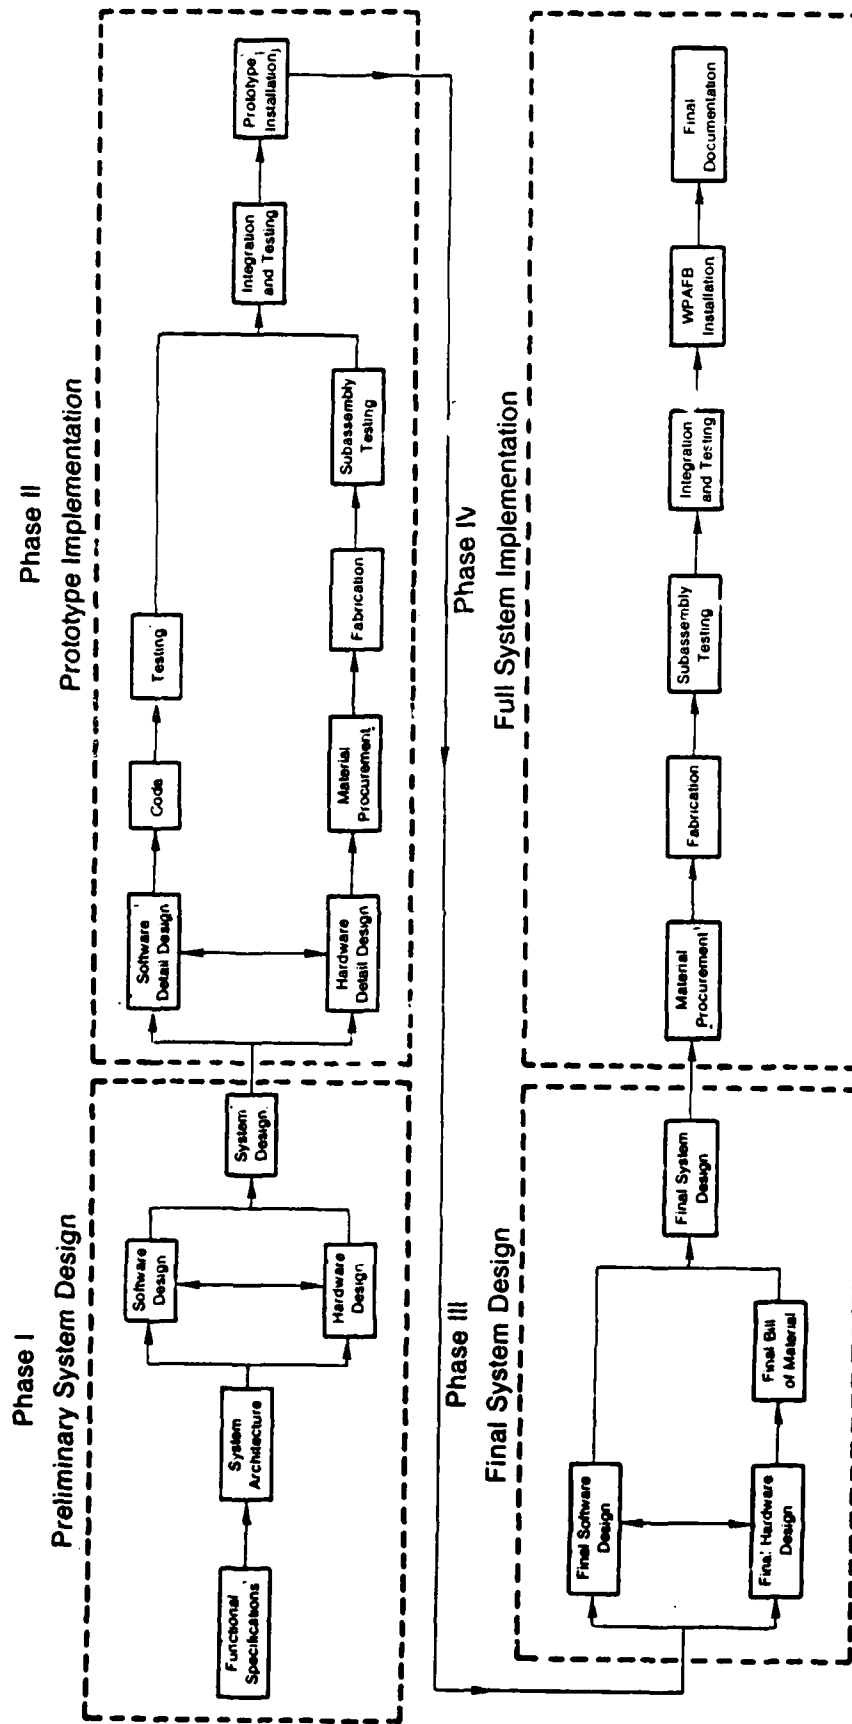 Phase I
Preliminary System Design
Functional
Specifications
System
Architecture
Software
Design
Hardware
Design
System
Design
Phase II
Prototype Implementation
Software
Detail Design
Code
Testing
Hardware
Detail Design
Material
Procurement
Fabrication
Subassembly
Testing
Integration
and Testing
Prototype
Installation
Phase III
Final System Design
Final Software
Design
Final Hardware
Design
Final Bill
of Material
Final System
Design
Phase IV
Full System Implementation
Material
Procurement
Fabrication
Subassembly
Testing
Integration
and Testing
WPAFB
Installation
Final
Documentation